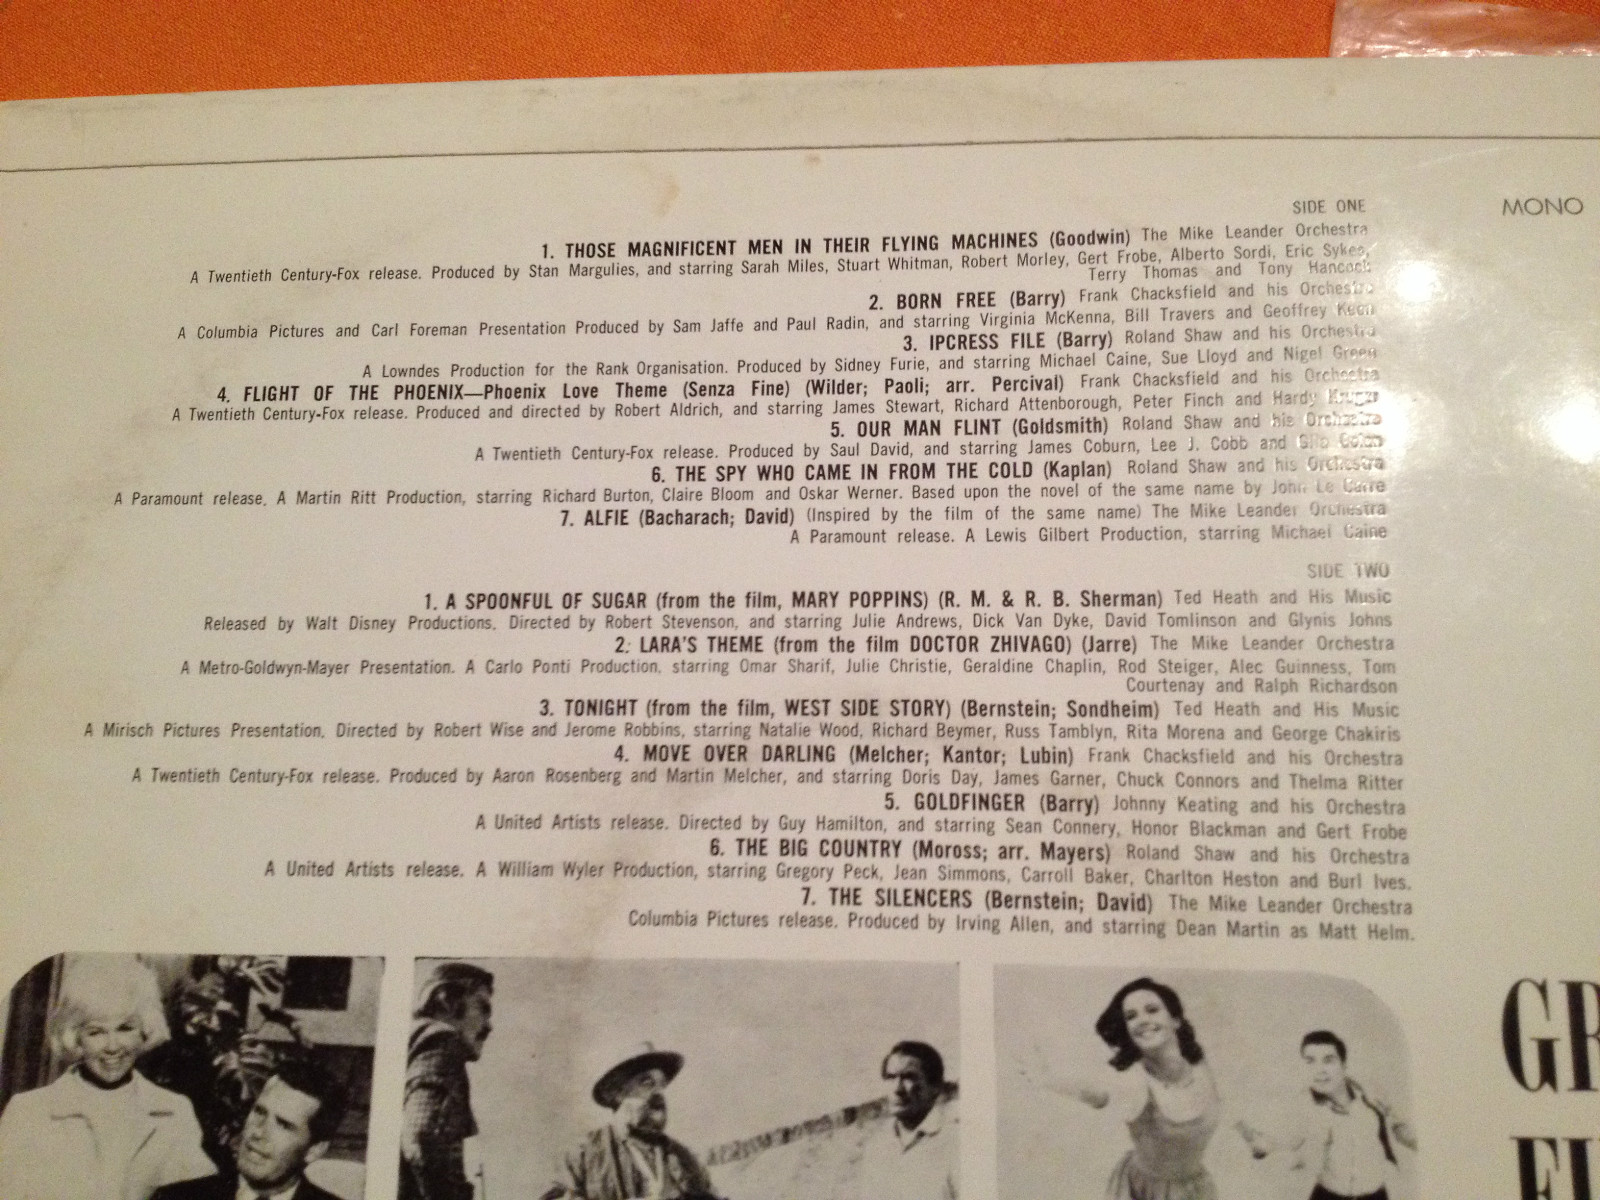 SIDE ONE
MONO
1. THOSE MAGNIFICENT MEN IN THEIR FLYING MACHINES (Goodwin) The Mike Leander Orchestra
A Twentieth Century-Fox release. Produced by Stan Margulies, and starring Sarah Miles, Stuart Whitman, Robert Morley, Gert Frobe, Alberto Sordi, Eric Sykes,
Terry Thomas and Tony Hancock
2. BORN FREE (Barry) Frank Chacksfield and his Orchestra
A Columbia Pictures and Carl Foreman Presentation Produced by Sam Jaffe and Paul Radin, and starring Virginia McKenna, Bill Travers and Geoffrey Keen
3. IPCRESS FILE (Barry) Roland Shaw and his Orchestra
A Lowndes Production for the Rank Organisation. Produced by Sidney Furie, and starring Michael Caine, Sue Lloyd and Nigel Green
4. FLIGHT OF THE PHOENIX—Phoenix Love Theme (Senza Fine) (Wilder; Paoli; arr. Percival) Frank Chacksfield and his Orchestra
A Twentieth Century-Fox release. Produced and directed by Robert Aldrich, and starring James Stewart, Richard Attenborough, Peter Finch and Hardy Kruger
5. OUR MAN FLINT (Goldsmith) Roland Shaw and his Orchestra
A Twentieth Century-Fox release. Produced by Saul David, and starring James Coburn, Lee J. Cobb and Gila Golan
6. THE SPY WHO CAME IN FROM THE COLD (Kaplan) Roland Shaw and his Orchestra
A Paramount release. A Martin Ritt Production, starring Richard Burton, Claire Bloom and Oskar Werner. Based upon the novel of the same name by John Le Carre
7. ALFIE (Bacharach; David) (Inspired by the film of the same name) The Mike Leander Orchestra
A Paramount release. A Lewis Gilbert Production, starring Michael Caine
SIDE TWO
1. A SPOONFUL OF SUGAR (from the film, MARY POPPINS) (R. M. & R. B. Sherman) Ted Heath and His Music
Released by Walt Disney Productions. Directed by Robert Stevenson, and starring Julie Andrews, Dick Van Dyke, David Tomlinson and Glynis Johns
2. LARA'S THEME (from the film DOCTOR ZHIVAGO) (Jarre) The Mike Leander Orchestra
A Metro-Goldwyn-Mayer Presentation. A Carlo Ponti Production, starring Omar Sharif, Julie Christie, Geraldine Chaplin, Rod Steiger, Alec Guinness, Tom
Courtenay and Ralph Richardson
3. TONIGHT (from the film, WEST SIDE STORY) (Bernstein; Sondheim) Ted Heath and His Music
A Mirisch Pictures Presentation. Directed by Robert Wise and Jerome Robbins, starring Natalie Wood, Richard Beymer, Russ Tamblyn, Rita Morena and George Chakiris
4. MOVE OVER DARLING (Melcher; Kantor; Lubin) Frank Chacksfield and his Orchestra
A Twentieth Century-Fox release. Produced by Aaron Rosenberg and Martin Melcher, and starring Doris Day, James Garner, Chuck Connors and Thelma Ritter
5. GOLDFINGER (Barry) Johnny Keating and his Orchestra
A United Artists release. Directed by Guy Hamilton, and starring Sean Connery, Honor Blackman and Gert Frobe
6. THE BIG COUNTRY (Moross; arr. Mayers) Roland Shaw and his Orchestra
A United Artists release. A William Wyler Production, starring Gregory Peck, Jean Simmons, Carroll Baker, Charlton Heston and Burl Ives.
7. THE SILENCERS (Bernstein; David) The Mike Leander Orchestra
Columbia Pictures release. Produced by Irving Allen, and starring Dean Martin as Matt Helm.